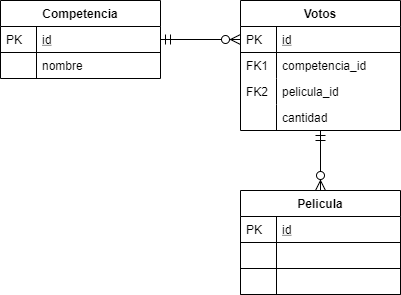 Competencia
PK id
nombre
Votos
PK id
FK1 competencia_id
FK2 pelicula_id
cantidad
Pelicula
PK id